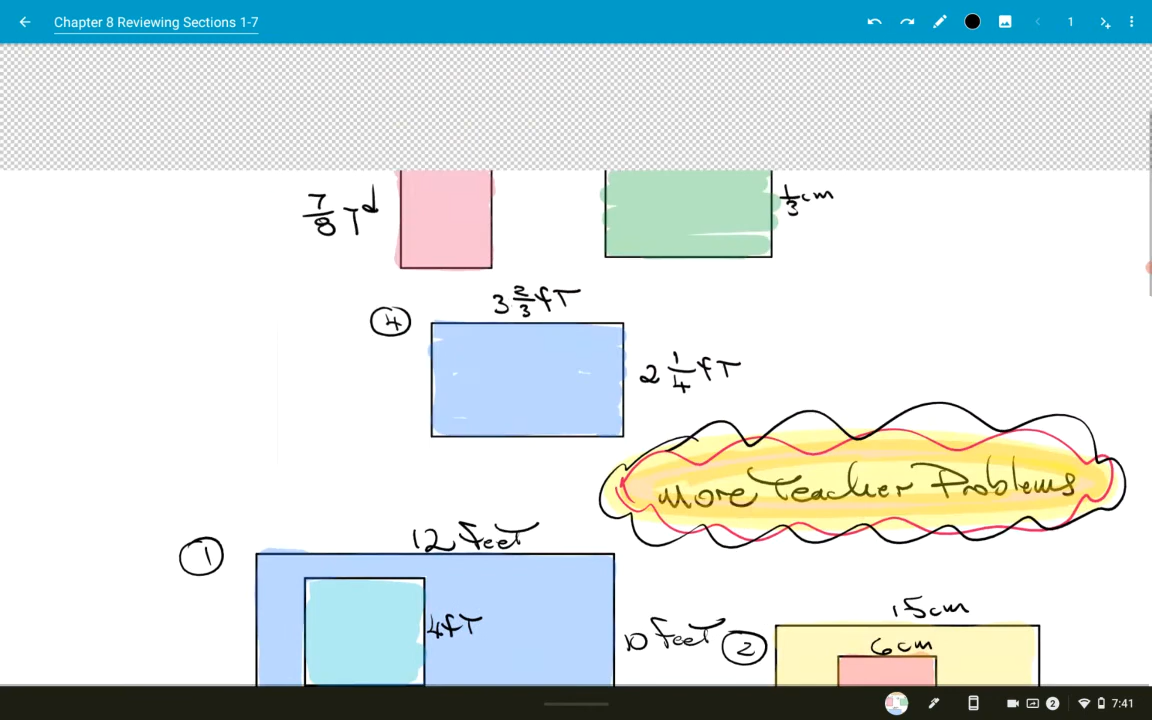 Chapter 8 Reviewing Sections 1-7
1
7/8 yd
1/3 cm
4
3 2/3 fT
2 1/4 fT
More Teacher Problems
1
12 feeT
4fT
10 feeT
2
15cm
6cm
2
7:41